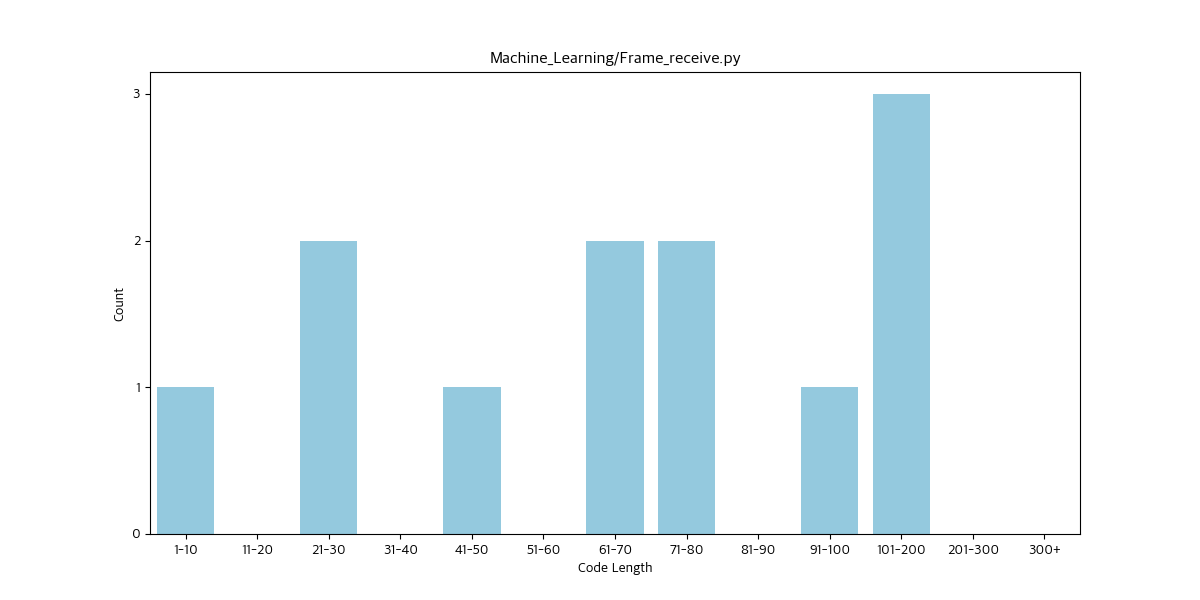 Machine_Learning/Frame_receive.py
3
2
1
0
Count
1-10 11-20 21-30 31-40 41-50 51-60 61-70 71-80 81-90 91-100 101-200 201-300 300+
Code Length